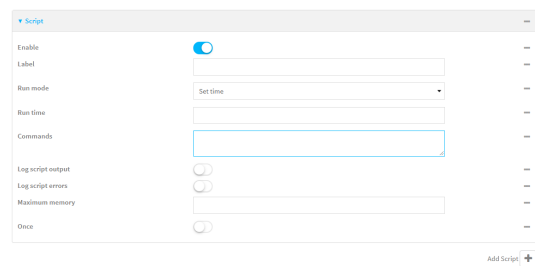 Script
Enable
Label
Run mode
Set time
Run time
Commands
Log script output
Log script errors
Maximum memory
Once
Add Script